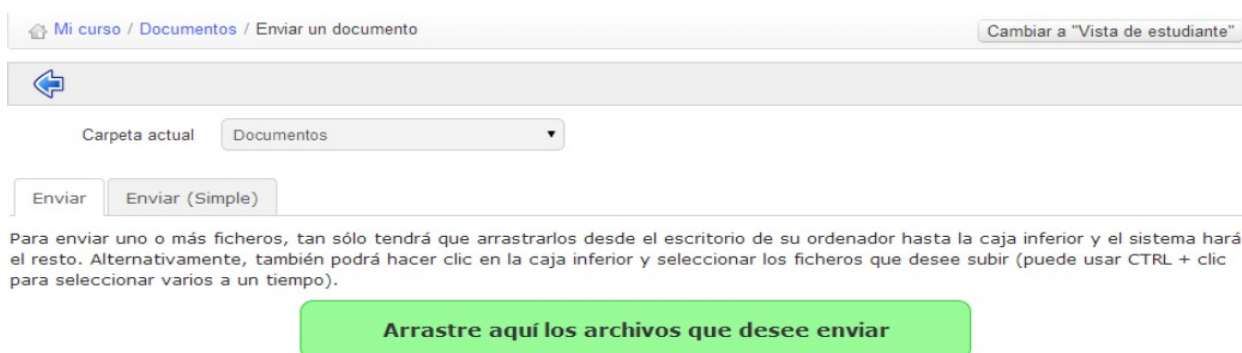 Mi curso / Documentos / Enviar un documento
Cambiar a "Vista de estudiante"
Carpeta actual Documentos
Enviar Enviar (Simple)
Para enviar uno o más ficheros, tan sólo tendrá que arrastrarlos desde el escritorio de su ordenador hasta la caja inferior y el sistema hará
el resto. Alternativamente, también podrá hacer clic en la caja inferior y seleccionar los ficheros que desee subir (puede usar CTRL + clic
para seleccionar varios a un tiempo).
Arrastre aquí los archivos que desee enviar